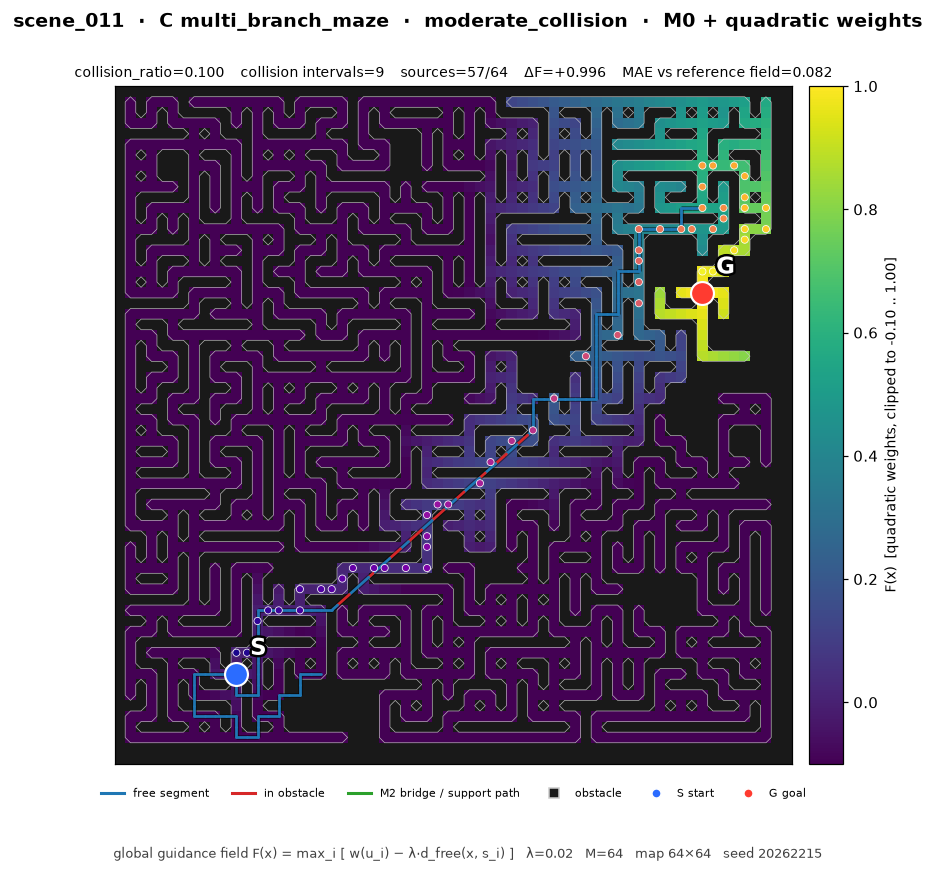 scene_011 · C multi_branch_maze · moderate_collision · M0 + quadratic weights
collision_ratio=0.100 collision intervals=9 sources=57/64 ΔF=+0.996 MAE vs reference field=0.082
1.0
0.8
0.6
0.4
0.2
0.0
F(x) [quadratic weights, clipped to -0.10 .. 1.00]
G
S
free segment in obstacle M2 bridge / support path obstacle S start G goal
global guidance field F(x) = max_i [ w(u_i) − λ·d_free(x, s_i) ] λ=0.02 M=64 map 64×64 seed 20262215